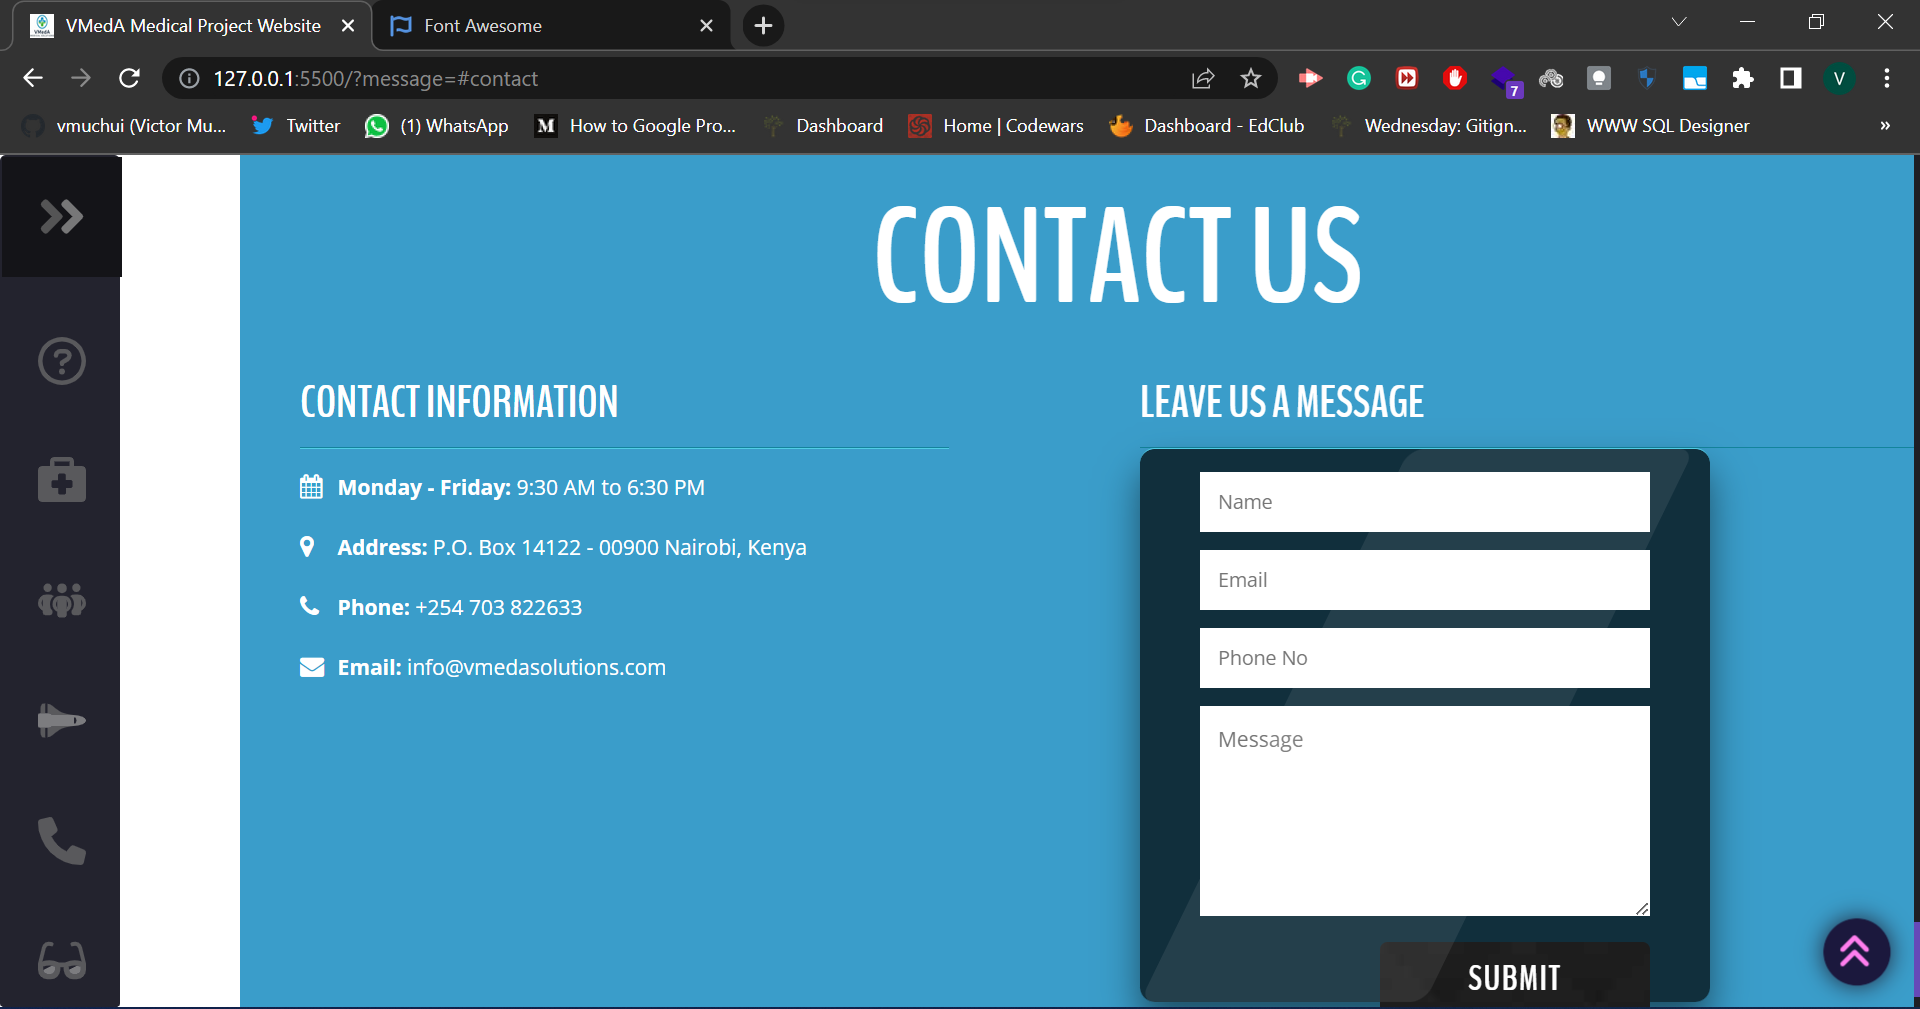 VMedA Medical Project Website
Font Awesome
127.0.0.1:5500/?message=#contact
7
V
vmuchui (Victor Mu...
Twitter
(1) WhatsApp
M
How to Google Pro...
Dashboard
Home | Codewars
Dashboard - EdClub
Wednesday: Gitign...
WWW SQL Designer
»
CONTACT US
CONTACT INFORMATION
Monday - Friday: 9:30 AM to 6:30 PM
Address: P.O. Box 14122 - 00900 Nairobi, Kenya
Phone: +254 703 822633
Email: info@vmedasolutions.com
LEAVE US A MESSAGE
Name
Email
Phone No
Message
SUBMIT